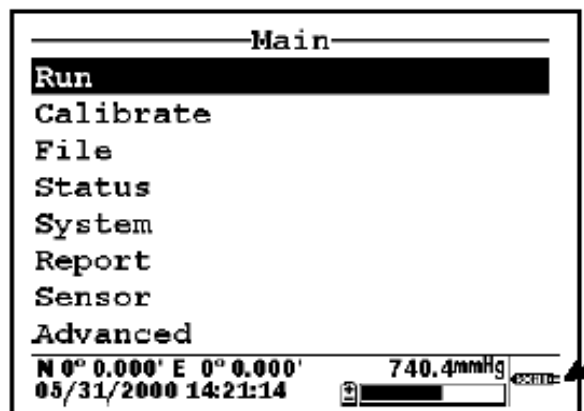 Main
Run
Calibrate
File
Status
System
Report
Sensor
Advanced
N 0° 0.000' E 0° 0.000' 740.4mmHg
05/31/2000 14:21:14